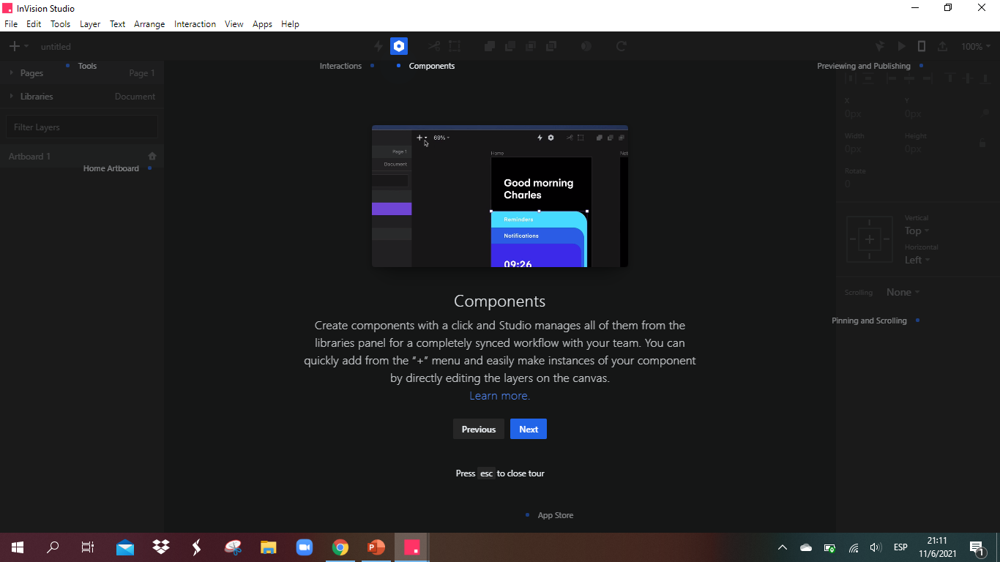 InVision Studio
File Edit Tools Layer Text Arrange Interaction View Apps Help
untitled
100%
Tools
Interactions
Components
Previewing and Publishing
Pages
Page 1
Libraries
Document
Filter Layers
Artboard 1
Home Artboard
X
Y
0px
0px
Width
Height
0px
0px
Rotate
0
Vertical
Top
Horizontal
Left
Scrolling
None
Pinning and Scrolling
69%
Page 1
Document
Home
Not
Good morning
Charles
Reminders
Notifications
09:26
Components
Create components with a click and Studio manages all of them from the
libraries panel for a completely synced workflow with your team. You can
quickly add from the "+" menu and easily make instances of your component
by directly editing the layers on the canvas.
Learn more.
Previous
Next
Press esc to close tour
App Store
ESP
21:11
11/6/2021
1